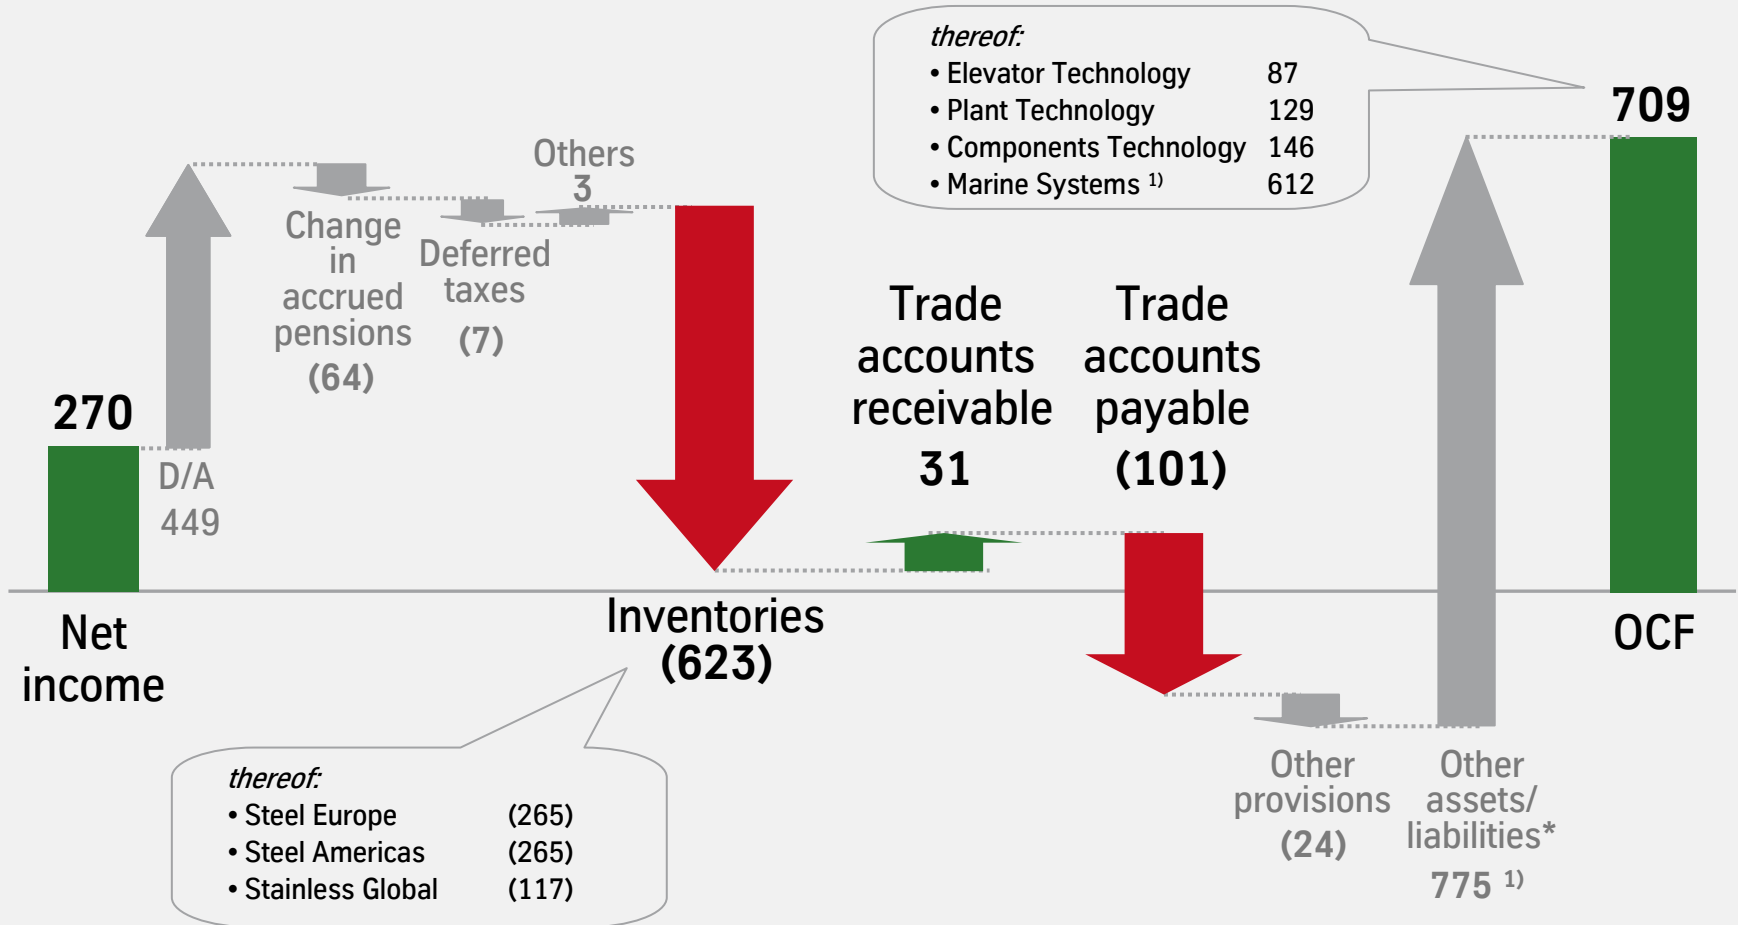 thereof:
• Elevator Technology 87
• Plant Technology 129
• Components Technology 146
• Marine Systems 1) 612
709
Others
3
Change
in
accrued
pensions
(64)
Deferred
taxes
(7)
270
D/A
449
Trade
accounts
receivable
31
Trade
accounts
payable
(101)
Net
income
Inventories
(623)
OCF
thereof:
• Steel Europe (265)
• Steel Americas (265)
• Stainless Global (117)
Other
provisions
(24)
Other
assets/
liabilities*
775 1)